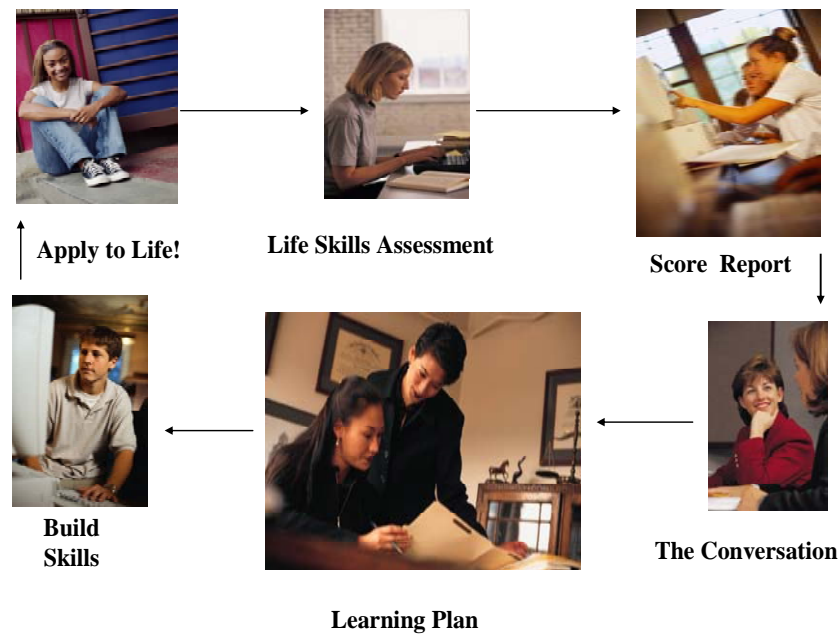 Apply to Life!
Life Skills Assessment
Score Report
Build
Skills
The Conversation
Learning Plan